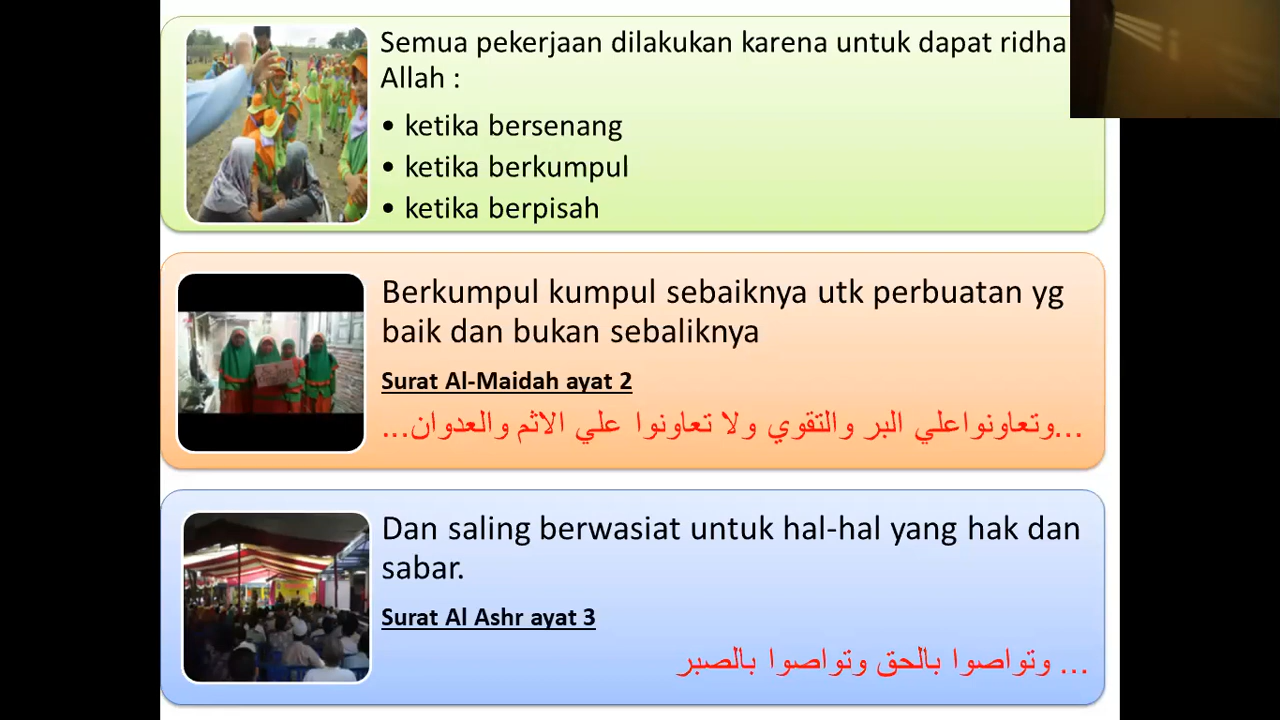 Semua pekerjaan dilakukan karena untuk dapat ridha
Allah :
• ketika bersenang
• ketika berkumpul
• ketika berpisah
Berkumpul kumpul sebaiknya utk perbuatan yg
baik dan bukan sebaliknya
Surat Al-Maidah ayat 2
...وتعاونواعلي البر والتقوي ولا تعاونوا علي الاثم والعدوان...
Dan saling berwasiat untuk hal-hal yang hak dan
sabar.
Surat Al Ashr ayat 3
... وتواصوا بالحق وتواصوا بالصبر